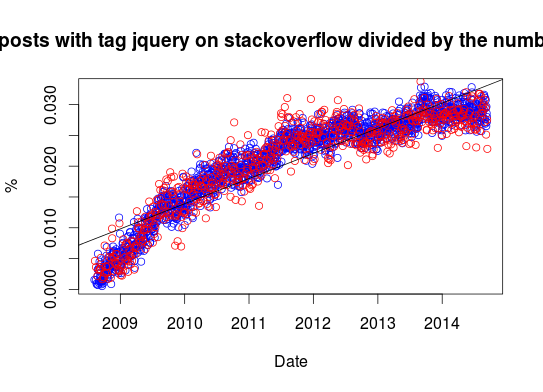 posts with tag jquery on stackoverflow divided by the numb
%
0.000 0.010 0.020 0.030
2009 2010 2011 2012 2013 2014
Date